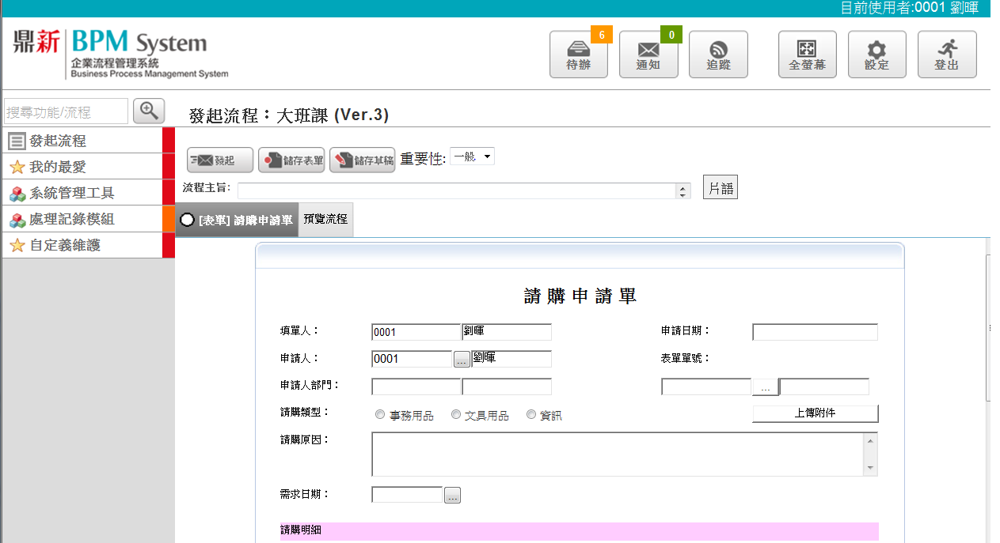 目前使用者:0001 劉暉
鼎新 BPM System
企業流程管理系統
Business Process Management System
6
0
待辦
通知
追蹤
全螢幕
設定
登出
搜尋功能/流程
發起流程：大班課 (Ver.3)
發起流程
我的最愛
系統管理工具
處理記錄模組
自定義維護
發起
儲存表單
儲存草稿
重要性: 一般
流程主旨:
片語
[表單] 請購申請單
預覽流程
請購申請單
填單人： 0001 劉暉
申請日期：
申請人： 0001 ... 劉暉
表單單號：
申請人部門：
...
請購類型： 事務用品 文具用品 資訊
上傳附件
請購原因：
需求日期： ...
請購明細